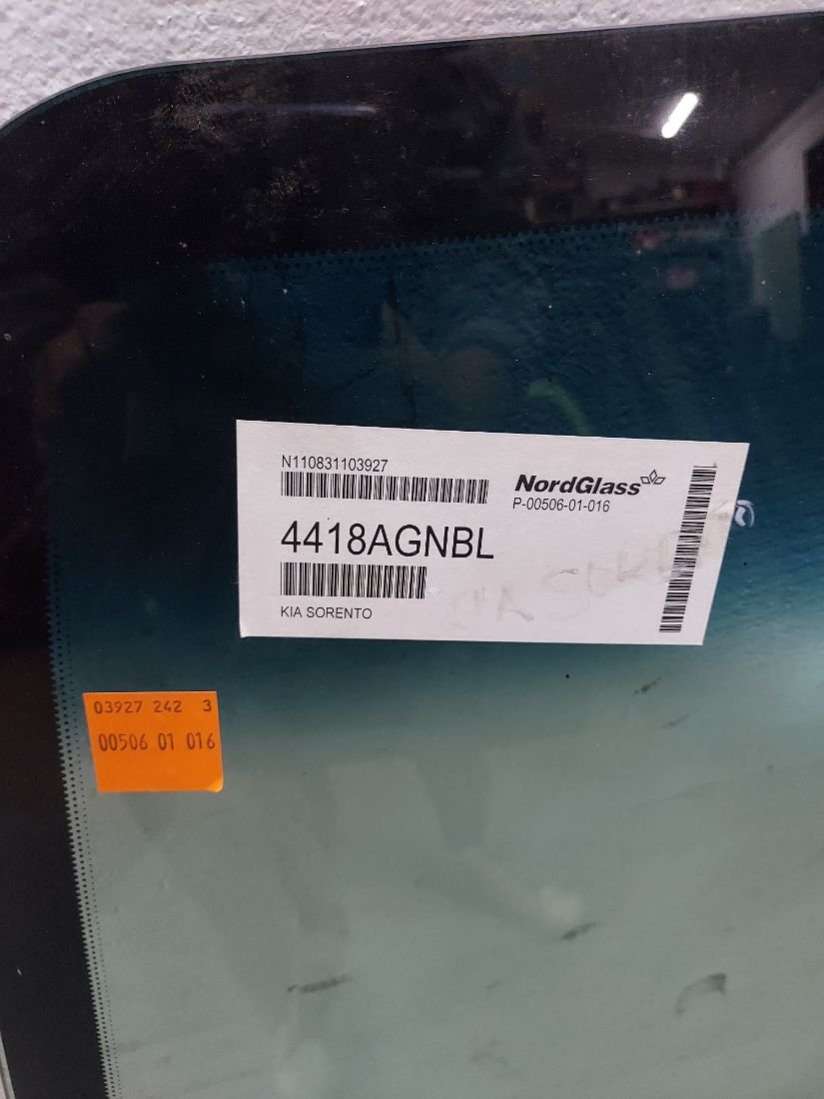 N110831103927
NordGlass
P-00506-01-016
4418AGNBL
KIA SORENTO
03927 242 3
00506 01 016